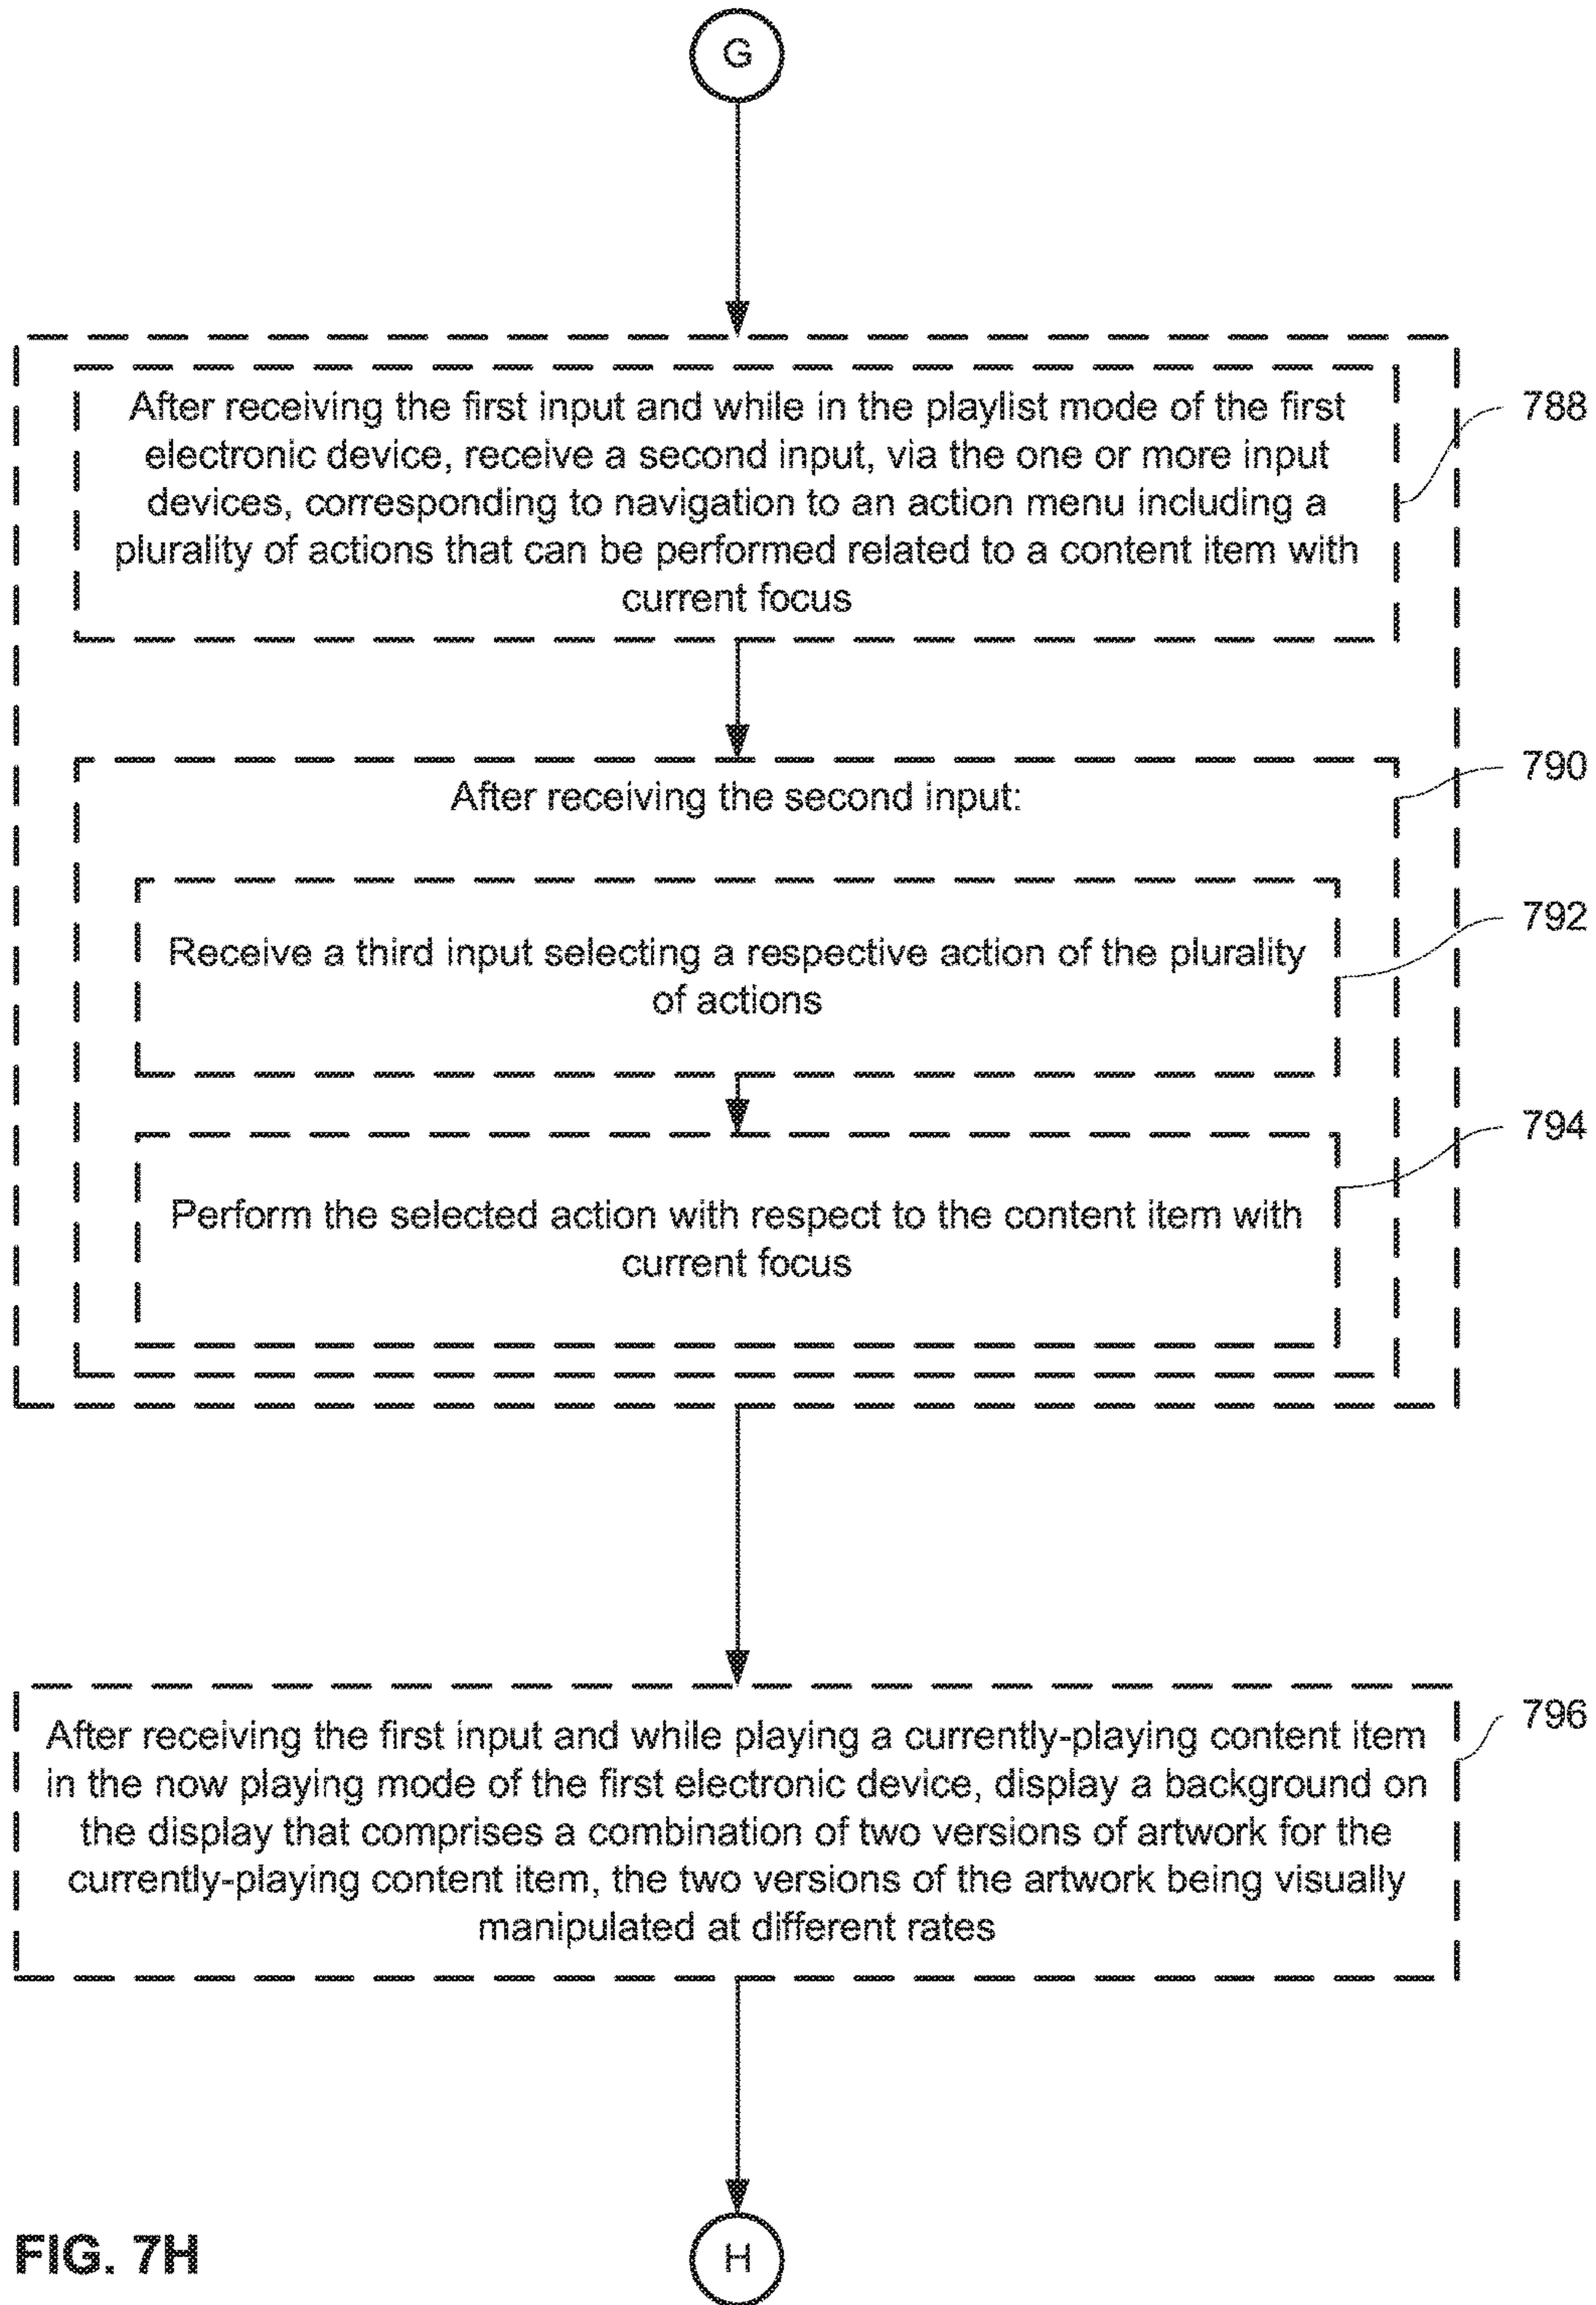 G
After receiving the first input and while in the playlist mode of the first
electronic device, receive a second input, via the one or more input
devices, corresponding to navigation to an action menu including a
plurality of actions that can be performed related to a content item with
current focus
788
After receiving the second input:
790
Receive a third input selecting a respective action of the plurality
of actions
792
Perform the selected action with respect to the content item with
current focus
794
After receiving the first input and while playing a currently-playing content item
in the now playing mode of the first electronic device, display a background on
the display that comprises a combination of two versions of artwork for the
currently-playing content item, the two versions of the artwork being visually
manipulated at different rates
796
FIG. 7H
H